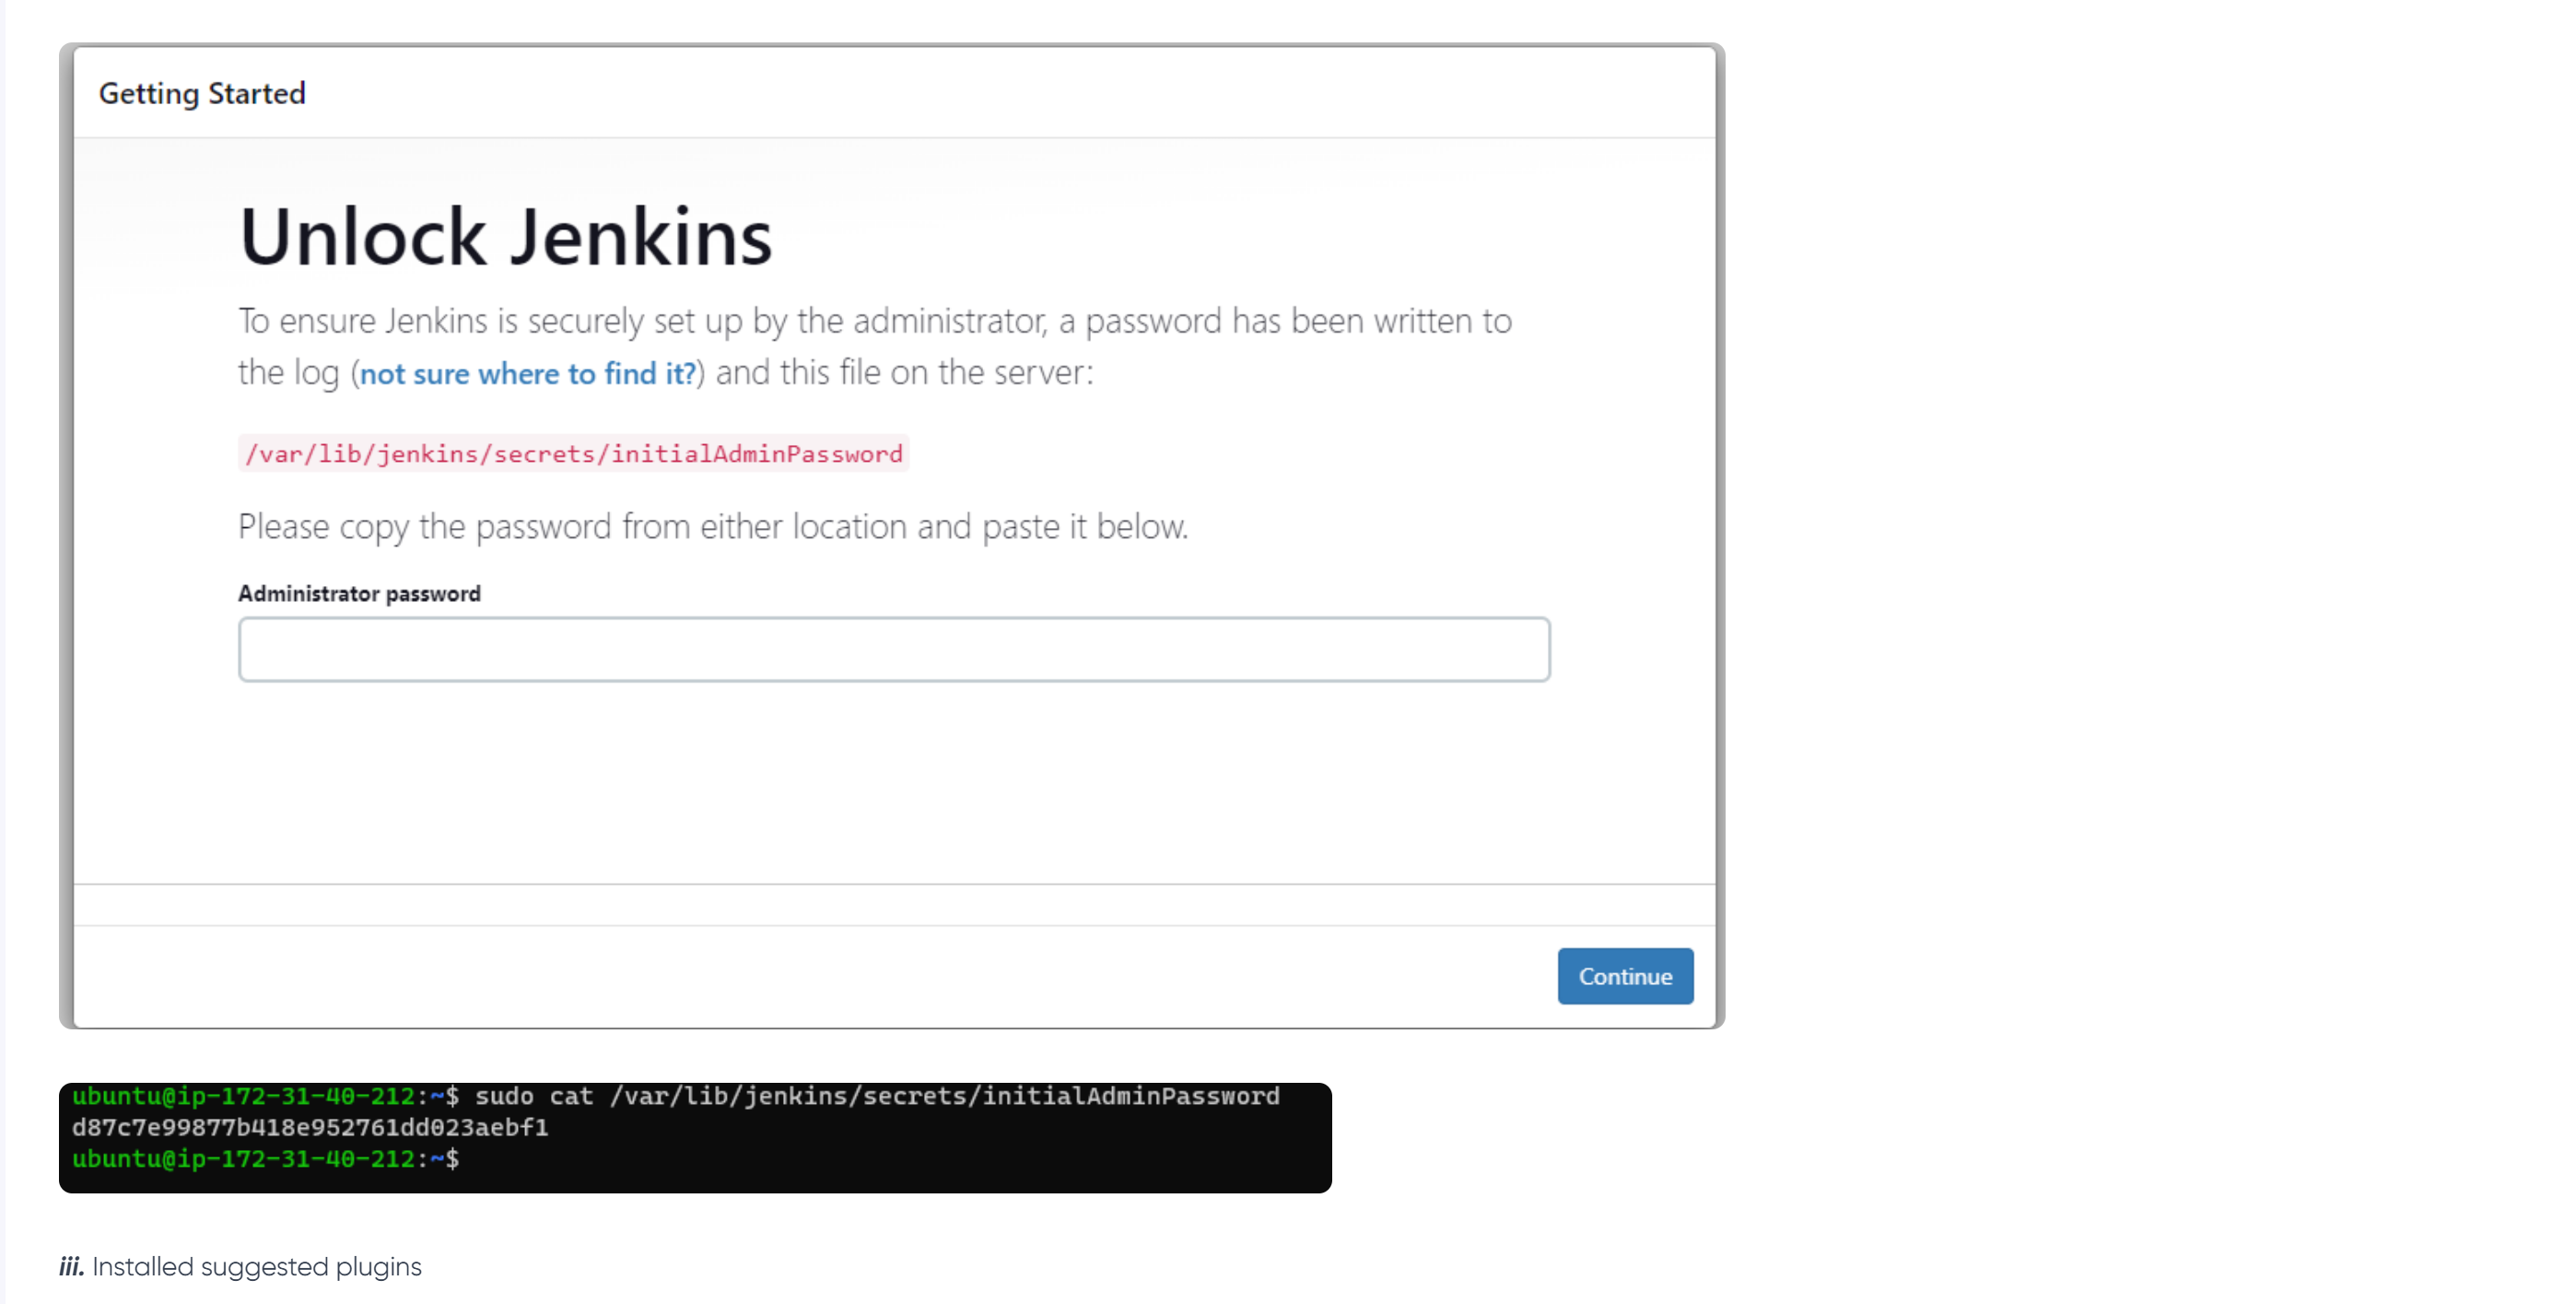 Getting Started
Unlock Jenkins
To ensure Jenkins is securely set up by the administrator, a password has been written to
the log (not sure where to find it?) and this file on the server:
/var/lib/jenkins/secrets/initialAdminPassword
Please copy the password from either location and paste it below.
Administrator password
Continue
ubuntu@ip-172-31-40-212:~$ sudo cat /var/lib/jenkins/secrets/initialAdminPassword
d87c7e99877b418e952761dd023aebf1
ubuntu@ip-172-31-40-212:~$
iii. Installed suggested plugins